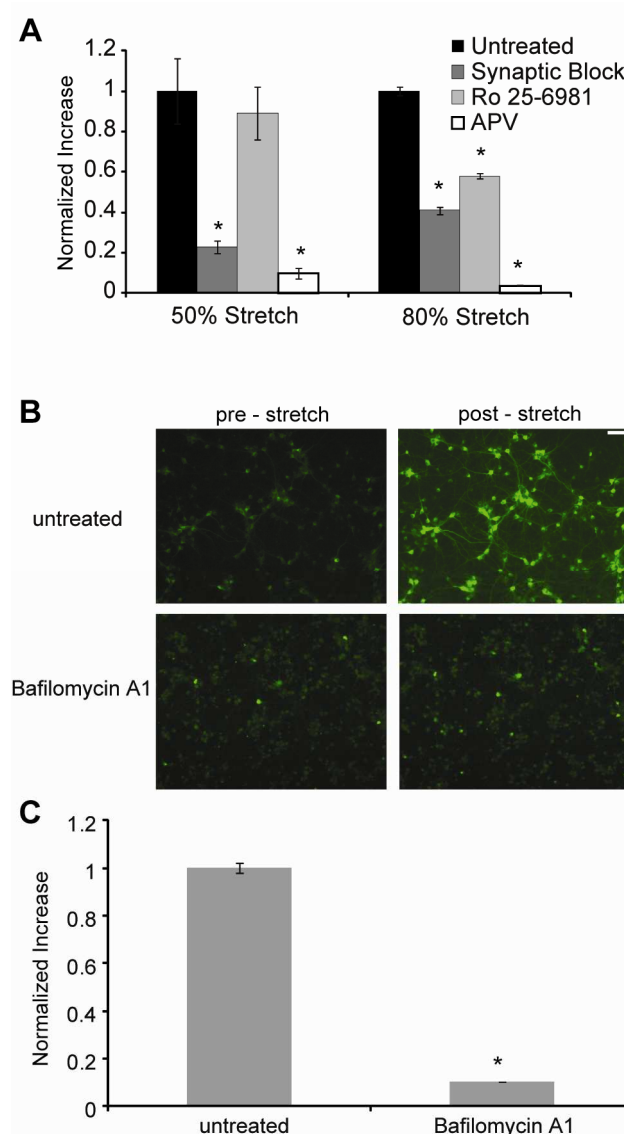 A
1.2
1
0.8
0.6
0.4
0.2
0
Normalized Increase
Untreated
Synaptic Block
Ro 25-6981
APV
*
*
*
*
*
50% Stretch
80% Stretch
B
pre - stretch
post - stretch
untreated
Bafilomycin A1
C
1.2
1
0.8
0.6
0.4
0.2
0
Normalized Increase
*
untreated
Bafilomycin A1